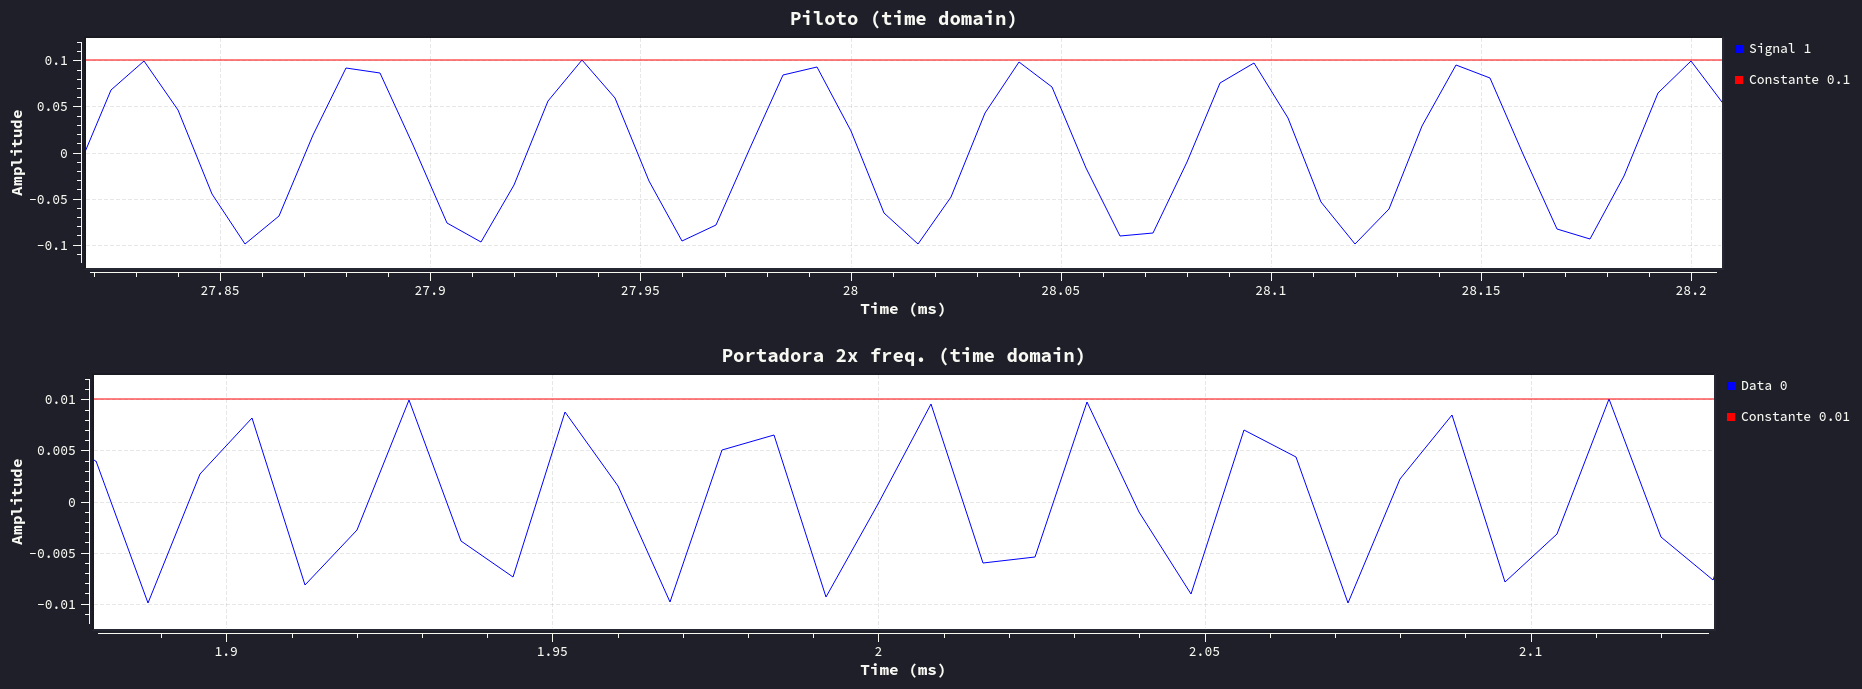 Piloto (time domain)
Signal 1
Constante 0.1
Amplitude
0.1
0.05
0
−0.05
−0.1
27.85 27.9 27.95 28 28.05 28.1 28.15 28.2
Time (ms)
Portadora 2x freq. (time domain)
Data 0
Constante 0.01
Amplitude
0.01
0.005
0
−0.005
−0.01
1.9 1.95 2 2.05 2.1
Time (ms)